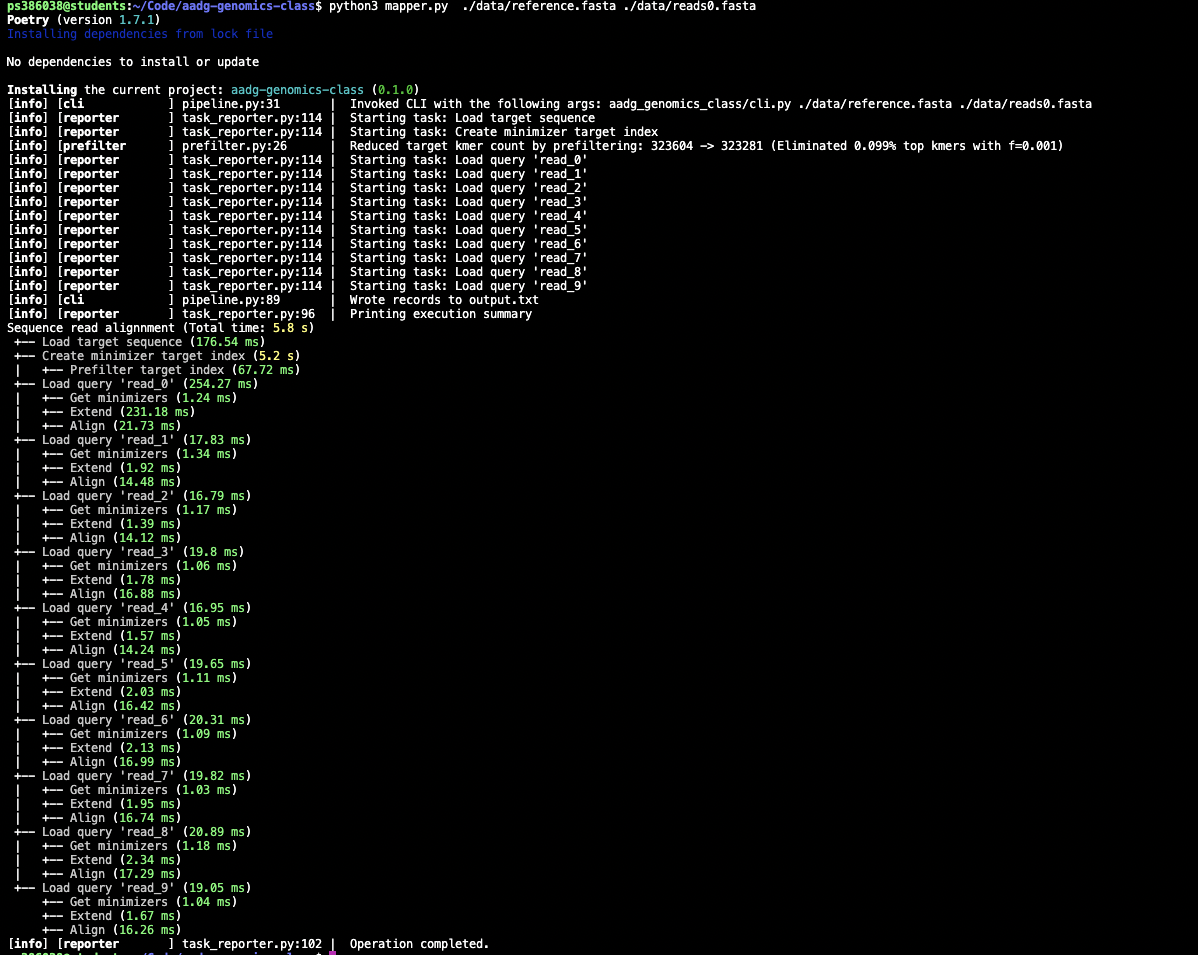 ps386038@students:~/Code/aadg-genomics-class$ python3 mapper.py  ./data/reference.fasta ./data/reads0.fasta
Poetry (version 1.7.1)
Installing dependencies from lock file
No dependencies to install or update
Installing the current project: aadg-genomics-class (0.1.0)
[info] [cli            ] pipeline.py:31       |  Invoked CLI with the following args: aadg_genomics_class/cli.py ./data/reference.fasta ./data/reads0.fasta
[info] [reporter       ] task_reporter.py:114 |  Starting task: Load target sequence
[info] [reporter       ] task_reporter.py:114 |  Starting task: Create minimizer target index
[info] [prefilter      ] prefilter.py:26      |  Reduced target kmer count by prefiltering: 323604 -> 323281 (Eliminated 0.099% top kmers with f=0.001)
[info] [reporter       ] task_reporter.py:114 |  Starting task: Load query 'read_0'
[info] [reporter       ] task_reporter.py:114 |  Starting task: Load query 'read_1'
[info] [reporter       ] task_reporter.py:114 |  Starting task: Load query 'read_2'
[info] [reporter       ] task_reporter.py:114 |  Starting task: Load query 'read_3'
[info] [reporter       ] task_reporter.py:114 |  Starting task: Load query 'read_4'
[info] [reporter       ] task_reporter.py:114 |  Starting task: Load query 'read_5'
[info] [reporter       ] task_reporter.py:114 |  Starting task: Load query 'read_6'
[info] [reporter       ] task_reporter.py:114 |  Starting task: Load query 'read_7'
[info] [reporter       ] task_reporter.py:114 |  Starting task: Load query 'read_8'
[info] [reporter       ] task_reporter.py:114 |  Starting task: Load query 'read_9'
[info] [cli            ] pipeline.py:89       |  Wrote records to output.txt
[info] [reporter       ] task_reporter.py:96  |  Printing execution summary
Sequence read alignnment (Total time: 5.8 s)
 +—— Load target sequence (176.54 ms)
 +—— Create minimizer target index (5.2 s)
 |   +—— Prefilter target index (67.72 ms)
 +—— Load query 'read_0' (254.27 ms)
 |   +—— Get minimizers (1.24 ms)
 |   +—— Extend (231.18 ms)
 |   +—— Align (21.73 ms)
 +—— Load query 'read_1' (17.83 ms)
 |   +—— Get minimizers (1.34 ms)
 |   +—— Extend (1.92 ms)
 |   +—— Align (14.48 ms)
 +—— Load query 'read_2' (16.79 ms)
 |   +—— Get minimizers (1.17 ms)
 |   +—— Extend (1.39 ms)
 |   +—— Align (14.12 ms)
 +—— Load query 'read_3' (19.8 ms)
 |   +—— Get minimizers (1.06 ms)
 |   +—— Extend (1.78 ms)
 |   +—— Align (16.88 ms)
 +—— Load query 'read_4' (16.95 ms)
 |   +—— Get minimizers (1.05 ms)
 |   +—— Extend (1.57 ms)
 |   +—— Align (14.24 ms)
 +—— Load query 'read_5' (19.65 ms)
 |   +—— Get minimizers (1.11 ms)
 |   +—— Extend (2.03 ms)
 |   +—— Align (16.42 ms)
 +—— Load query 'read_6' (20.31 ms)
 |   +—— Get minimizers (1.09 ms)
 |   +—— Extend (2.13 ms)
 |   +—— Align (16.99 ms)
 +—— Load query 'read_7' (19.82 ms)
 |   +—— Get minimizers (1.03 ms)
 |   +—— Extend (1.95 ms)
 |   +—— Align (16.74 ms)
 +—— Load query 'read_8' (20.89 ms)
 |   +—— Get minimizers (1.18 ms)
 |   +—— Extend (2.34 ms)
 |   +—— Align (17.29 ms)
 +—— Load query 'read_9' (19.05 ms)
     +—— Get minimizers (1.04 ms)
     +—— Extend (1.67 ms)
     +—— Align (16.26 ms)
[info] [reporter       ] task_reporter.py:102 |  Operation completed.